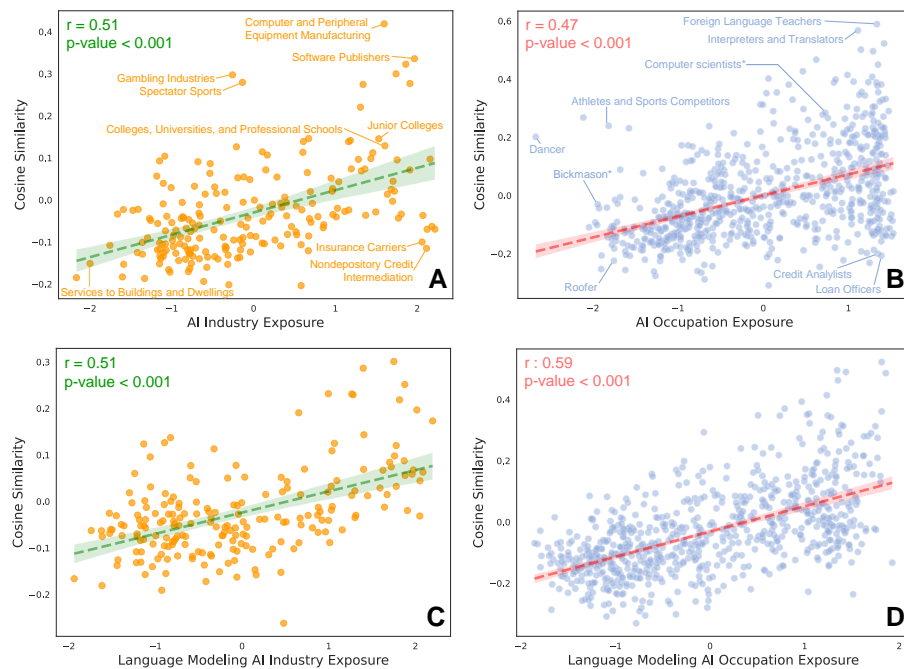 r = 0.51
p-value < 0.001
Computer and Peripheral
Equipment Manufacturing
Software Publishers
Gambling Industries
Spectator Sports
Colleges, Universities, and Professional Schools
Junior Colleges
Insurance Carriers
Nondepository Credit
Intermediation
Services to Buildings and Dwellings
A
Cosine Similarity
0.4
0.3
0.2
0.1
0.0
−0.1
−0.2
−2
−1
0
1
2
AI Industry Exposure
r = 0.47
p-value < 0.001
Foreign Language Teachers
Interpreters and Translators
Computer scientists*
Athletes and Sports Competitors
Dancer
Bickmason*
Roofer
Credit Analylists
Loan Officers
B
Cosine Similarity
0.6
0.4
0.2
0.0
−0.2
−2
−1
0
1
AI Occupation Exposure
r = 0.51
p-value < 0.001
C
Cosine Similarity
0.3
0.2
0.1
0.0
−0.1
−0.2
−2
−1
0
1
2
Language Modeling AI Industry Exposure
r : 0.59
p-value < 0.001
D
Cosine Similarity
0.4
0.2
0.0
−0.2
−2
−1
0
1
2
Language Modeling AI Occupation Exposure